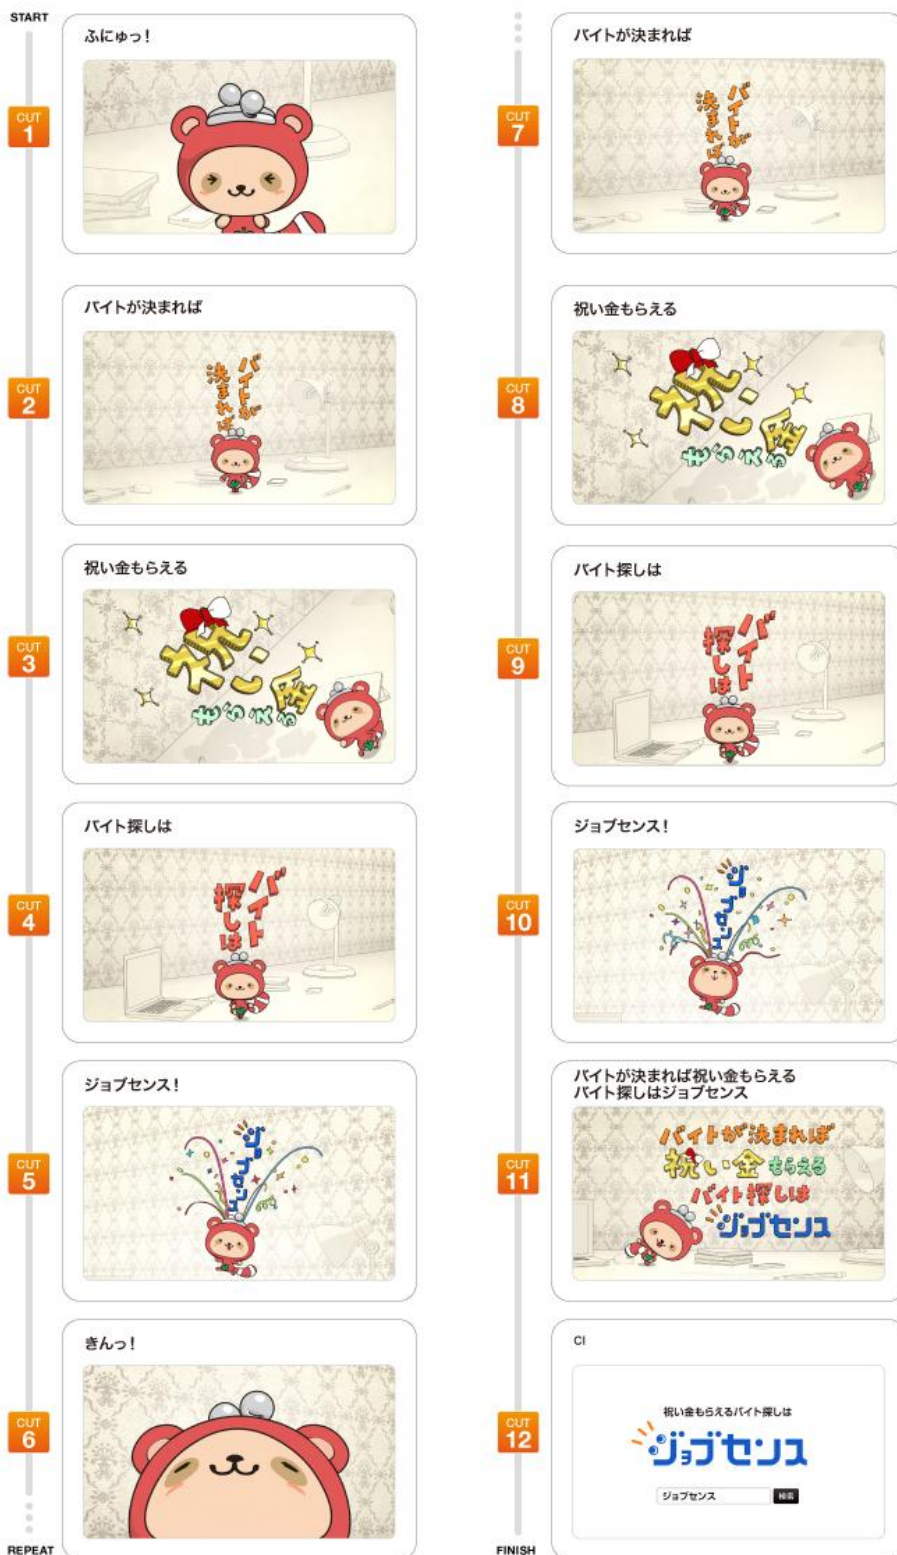 START
CUT
1
ふにゅっ!
CUT
2
バイトが決まれば
バイトが
決まれば
CUT
3
祝い金もらえる
祝い金
もらえる
CUT
4
バイト探しは
バイト
探しは
CUT
5
ジョブセンス!
ジョブセンス
CUT
6
きんっ!
REPEAT
CUT
7
バイトが決まれば
バイトが
決まれば
CUT
8
祝い金もらえる
祝い金
もらえる
CUT
9
バイト探しは
バイト
探しは
CUT
10
ジョブセンス!
ジョブセンス
CUT
11
バイトが決まれば祝い金もらえる
バイト探しはジョブセンス
バイトが決まれば
祝い金もらえる
バイト探しは
ジョブセンス
CUT
12
CI
祝い金もらえるバイト探しは
ジョブセンス
ジョブセンス 検索
FINISH